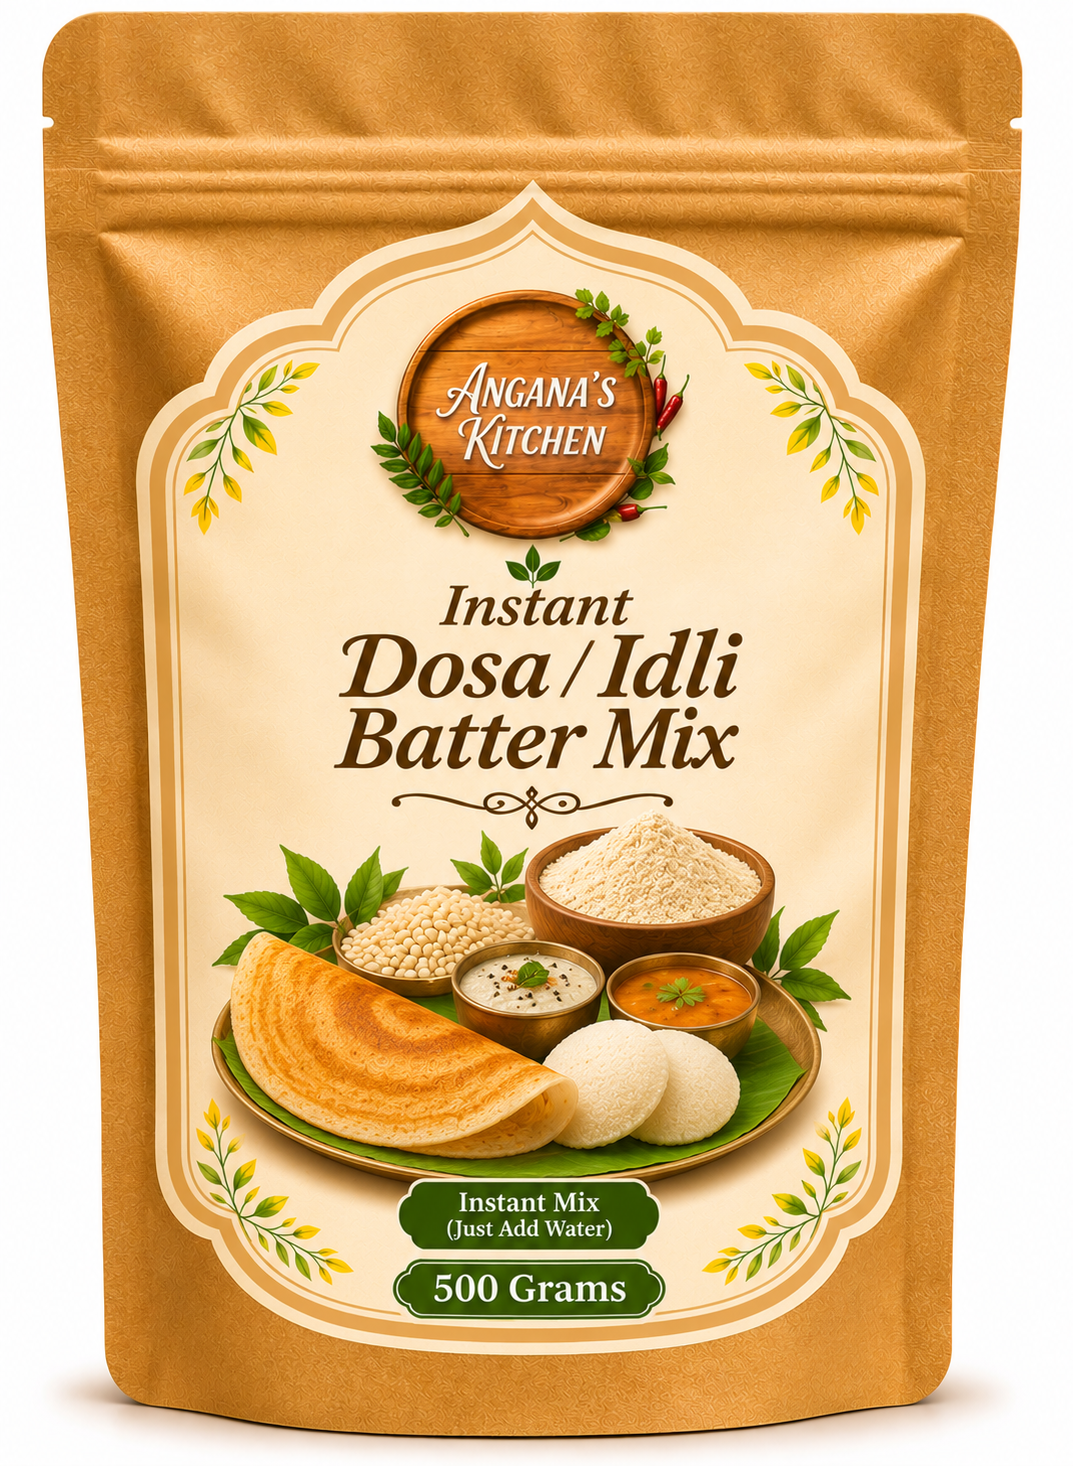 ANGANA'S
KITCHEN
Instant
Dosa / Idli
Batter Mix
Instant Mix
(Just Add Water)
500 Grams